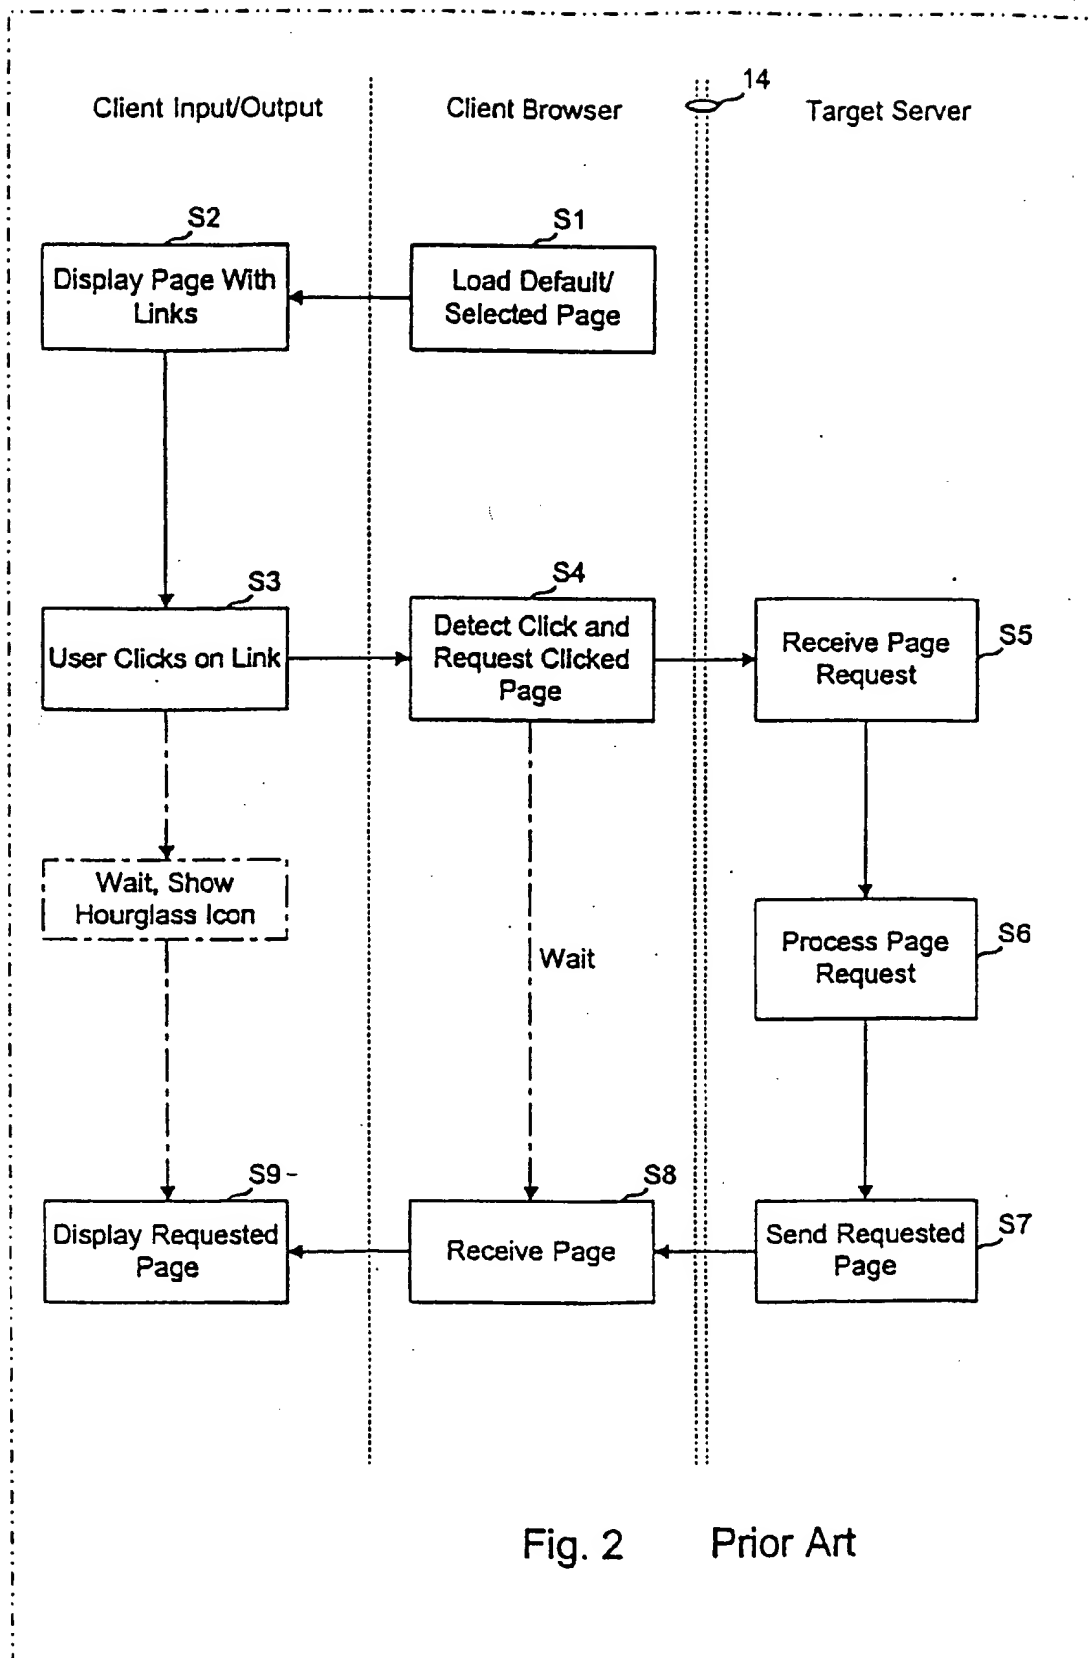 Client Input/Output
Client Browser
14
Target Server
S2
Display Page With
Links
S1
Load Default/
Selected Page
S3
User Clicks on Link
S4
Detect Click and
Request Clicked
Page
S5
Receive Page
Request
Wait, Show
Hourglass Icon
Wait
S6
Process Page
Request
S9
Display Requested
Page
S8
Receive Page
S7
Send Requested
Page
Fig. 2 Prior Art